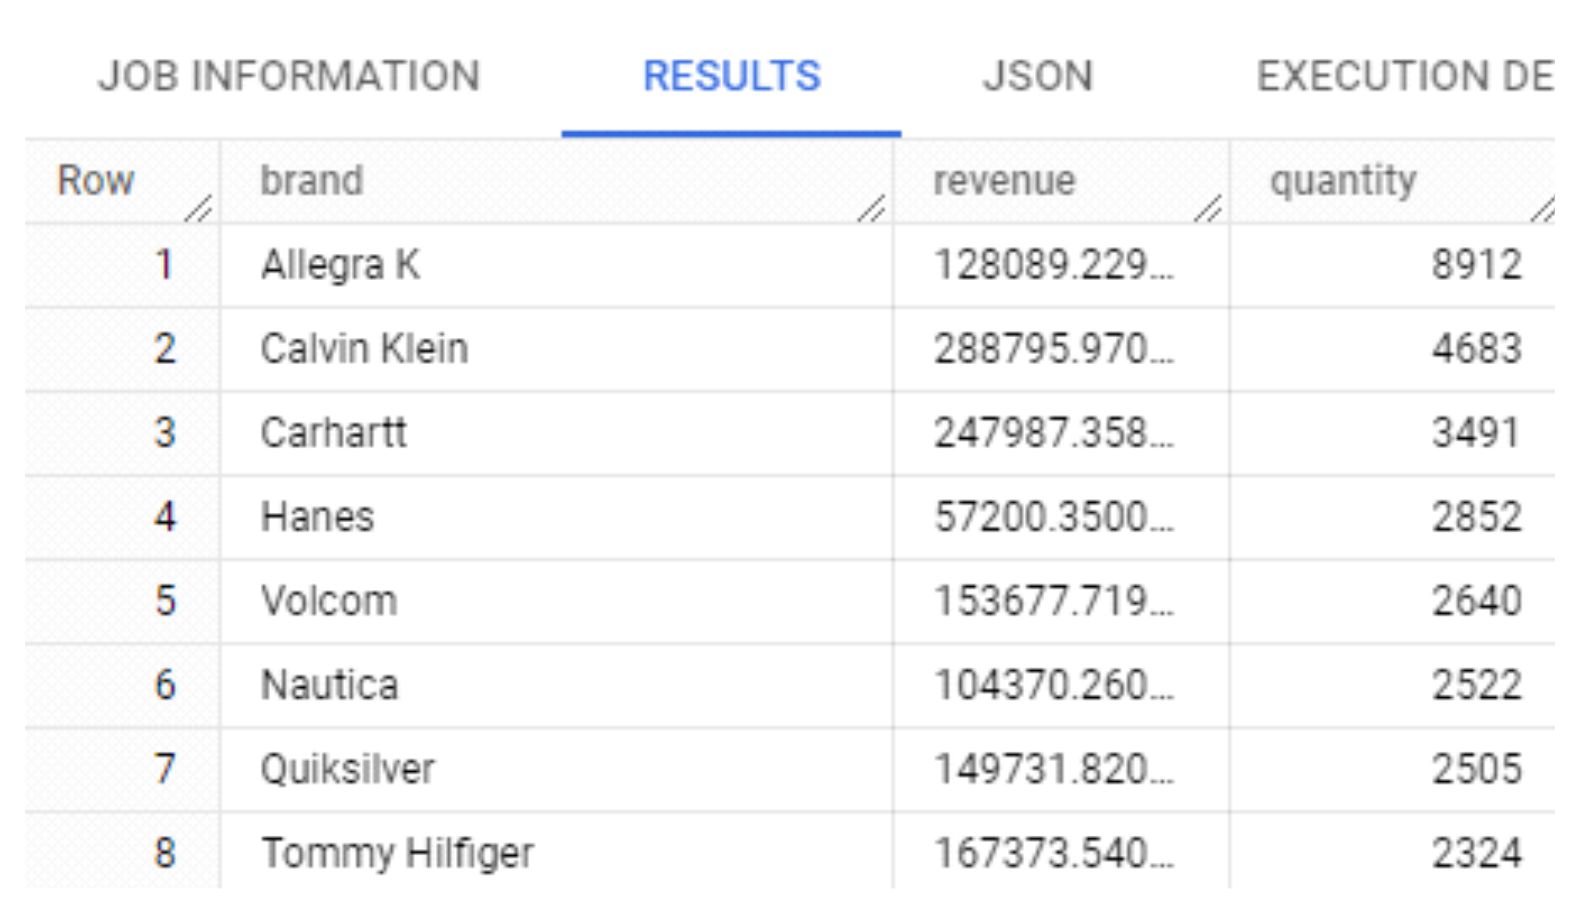 JOB INFORMATION RESULTS JSON EXECUTION DE
Row brand revenue quantity
1 Allegra K 128089.229... 8912
2 Calvin Klein 288795.970... 4683
3 Carhartt 247987.358... 3491
4 Hanes 57200.3500... 2852
5 Volcom 153677.719... 2640
6 Nautica 104370.260... 2522
7 Quiksilver 149731.820... 2505
8 Tommy Hilfiger 167373.540... 2324